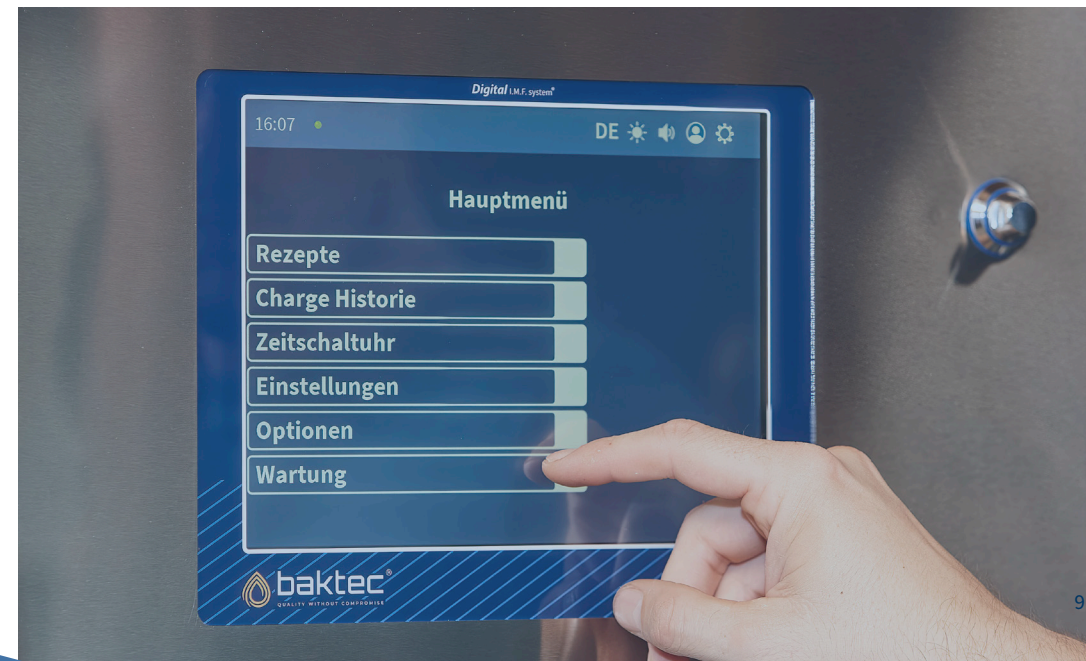 Digital I.M.F. system®
16:07
DE
Hauptmenü
Rezepte
Charge Historie
Zeitschaltuhr
Einstellungen
Optionen
Wartung
baktec®
QUALITY WITHOUT COMPROMISE
9